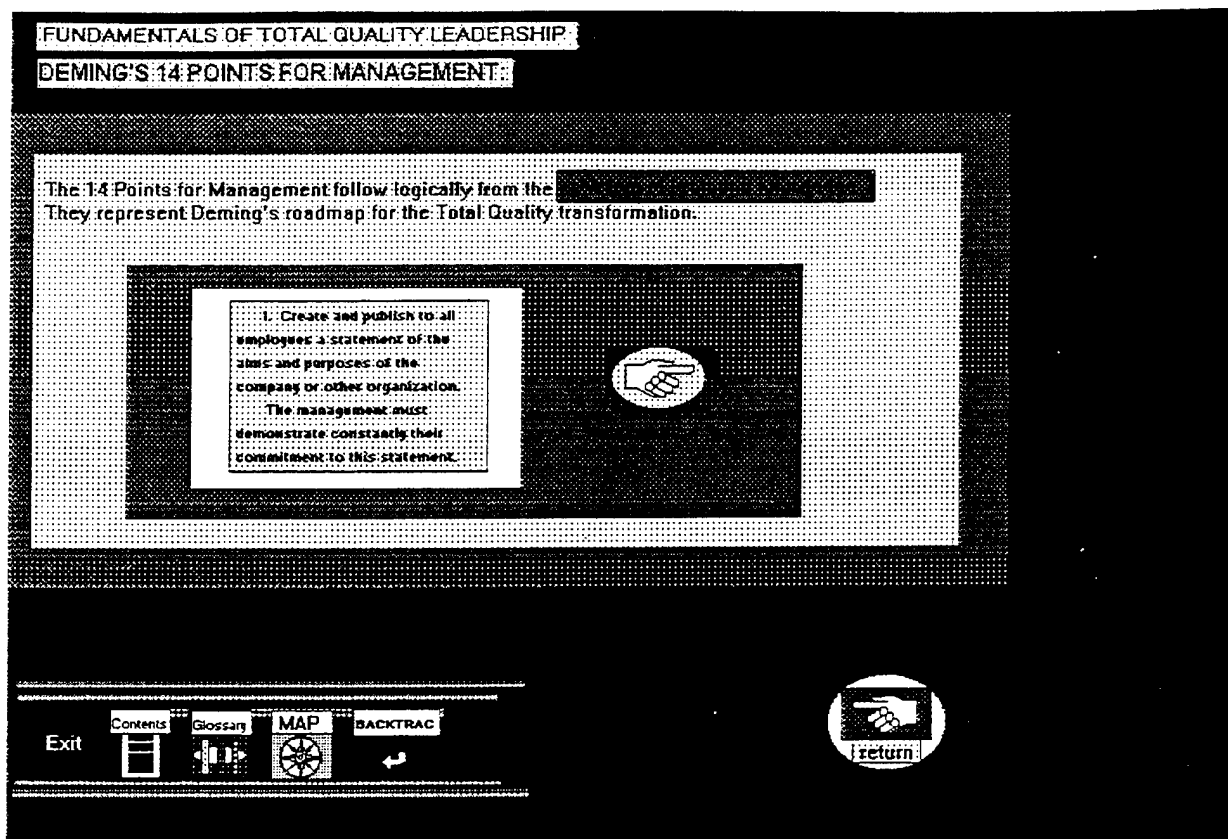 FUNDAMENTALS OF TOTAL QUALITY LEADERSHIP
DEMING'S 14 POINTS FOR MANAGEMENT
The 14 Points for Management follow logically from the
They represent Deming's roadmap for the Total Quality transformation.
1. Create and publish to all
employees a statement of the
aims and purposes of the
company or other organization.
The management must
demonstrate constantly their
commitment to this statement.
Exit
Contents
Glossary
MAP
BACKTRAC
return